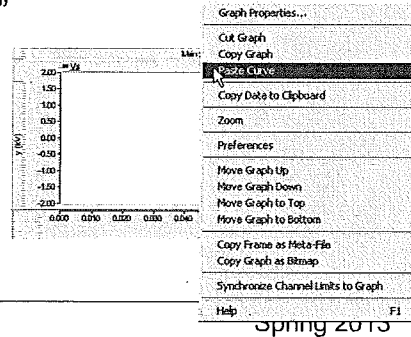 Graph Properties...
Cut Graph
Copy Graph
Paste Curve
Copy Data to Clipboard
Zoom
Preferences
Move Graph Up
Move Graph Down
Move Graph to Top
Move Graph to Bottom
Copy Frame as Meta-File
Copy Graph as Bitmap
Synchronize Channel Limits to Graph
Help F1
Vs
y (kV)
2.00
1.50
1.00
0.50
0.00
-0.50
-1.00
-1.50
-2.00
0.000 0.010 0.020 0.030 0.040
Spring 2013